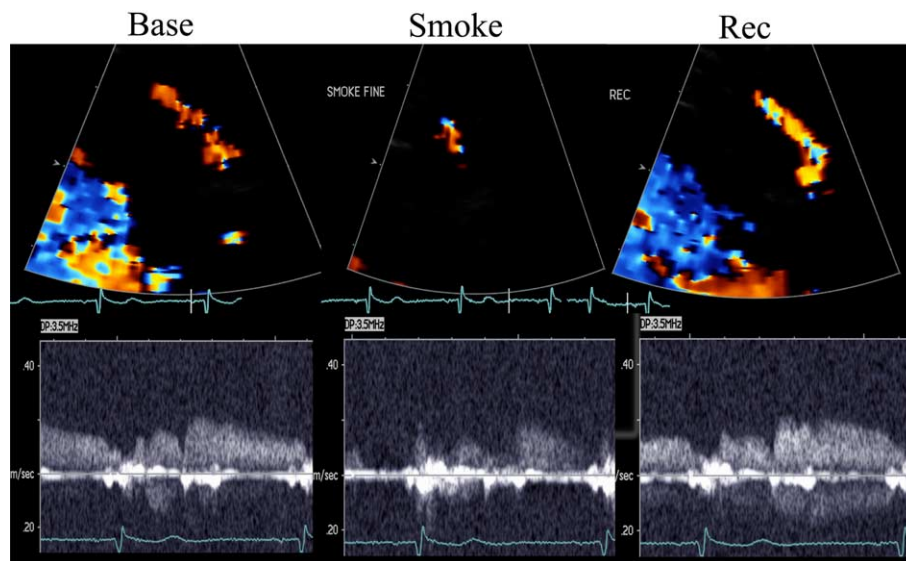 Base Smoke Rec
SMOKE FINE
REC
DP:3.5MHz DP:3.5MHz DP:3.5MHz
.40 .40 .40
m/sec m/sec m/sec
.20 .20 .20